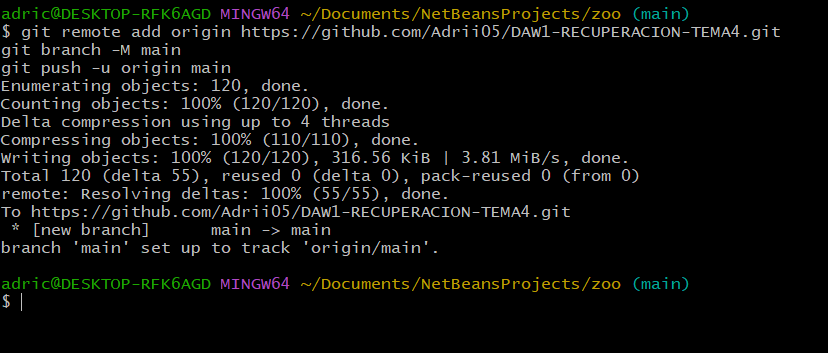 adric@DESKTOP-RFK6AGD MINGW64 ~/Documents/NetBeansProjects/zoo (main)
$ git remote add origin https://github.com/Adrii05/DAW1-RECUPERACION-TEMA4.git
git branch -M main
git push -u origin main
Enumerating objects: 120, done.
Counting objects: 100% (120/120), done.
Delta compression using up to 4 threads
Compressing objects: 100% (110/110), done.
Writing objects: 100% (120/120), 316.56 KiB | 3.81 MiB/s, done.
Total 120 (delta 55), reused 0 (delta 0), pack-reused 0 (from 0)
remote: Resolving deltas: 100% (55/55), done.
To https://github.com/Adrii05/DAW1-RECUPERACION-TEMA4.git
 * [new branch]      main -> main
branch 'main' set up to track 'origin/main'.
adric@DESKTOP-RFK6AGD MINGW64 ~/Documents/NetBeansProjects/zoo (main)
$